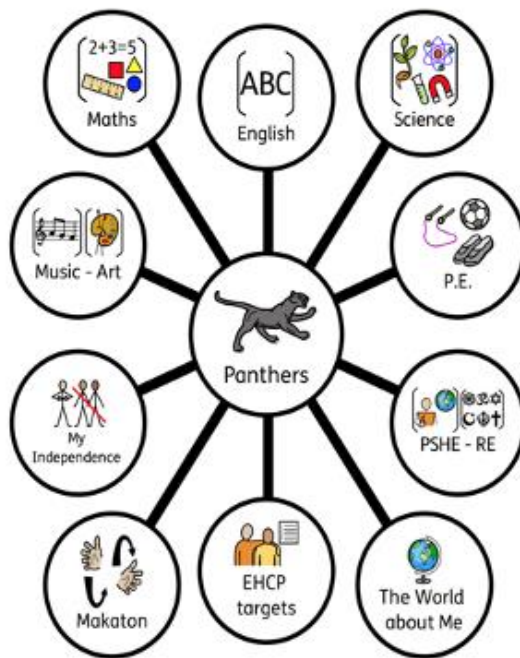 2+3=5
Maths
ABC
English
Science
Music - Art
P.E.
Panthers
My
Independence
PSHE - RE
Makaton
EHCP
targets
The World
about Me